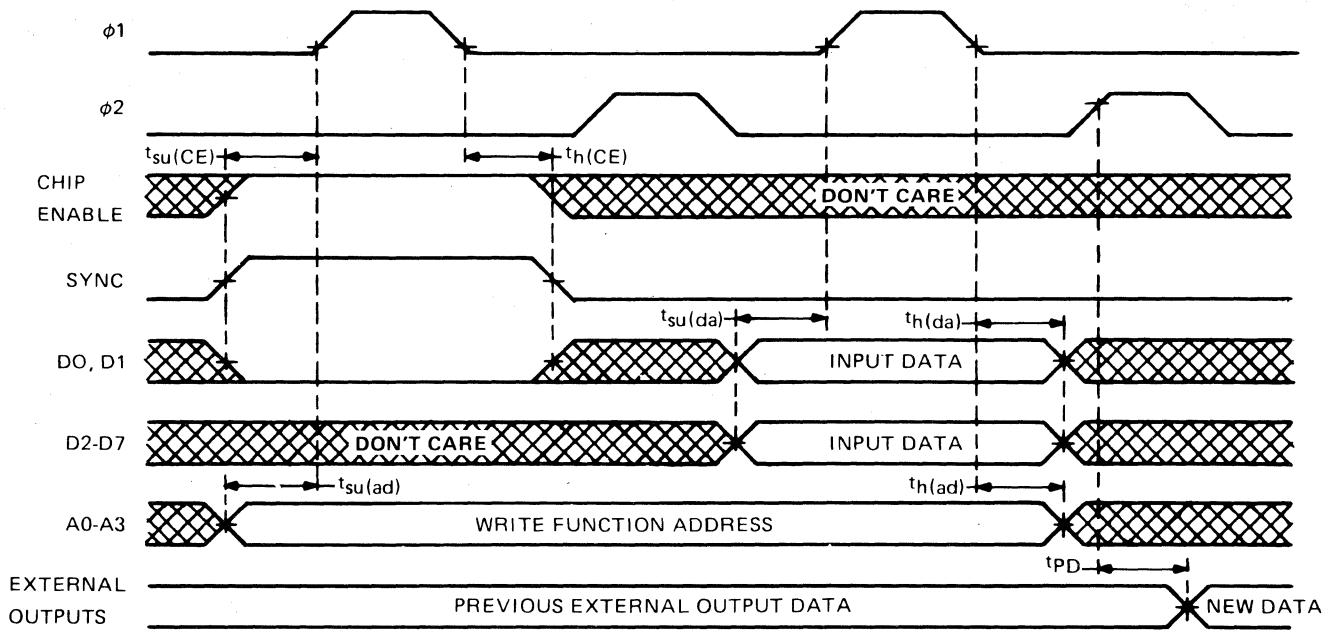 ϕ1
ϕ2
tsu(CE)
th(CE)
CHIP
ENABLE
DON'T CARE
SYNC
tsu(da)
th(da)
DO, D1
INPUT DATA
D2-D7
DON'T CARE
INPUT DATA
tsu(ad)
th(ad)
A0-A3
WRITE FUNCTION ADDRESS
tPD
EXTERNAL
OUTPUTS
PREVIOUS EXTERNAL OUTPUT DATA
NEW DATA